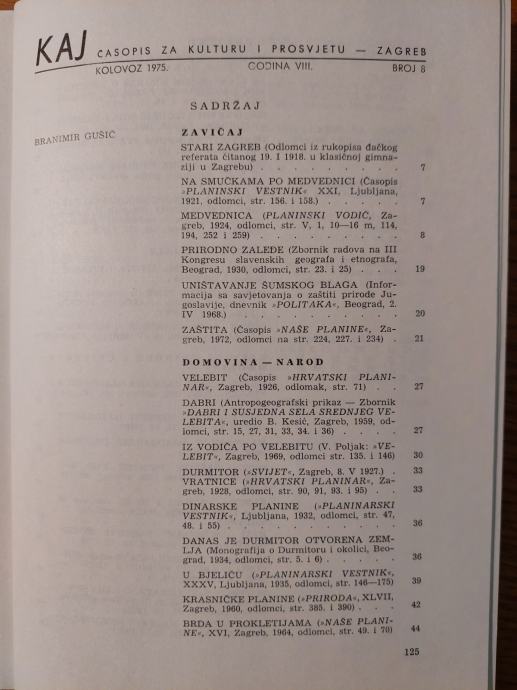 KAJ ČASOPIS ZA KULTURU I PROSVJETU — ZAGREB
KOLOVOZ 1975. GODINA VIII. BROJ 8
SADRŽAJ
BRANIMIR GUŠIĆ
ZAVIČAJ
STARI ZAGREB (Odlomci iz rukopisa đačkog
referata čitanog 19. I 1918. u klasičnoj gimna-
ziji u Zagrebu) . . . . . . . 7
NA SMUČKAMA PO MEDVEDNICI (Časopis
»PLANINSKI VESTNIK« XXI, Ljubljana,
1921, odlomci, str. 156. i 158.) . . . . . 7
MEDVEDNICA (PLANINSKI VODIČ, Za-
greb, 1924, odlomci, str. V, 1, 10—16 m, 114,
194, 252 i 259) . . . . . . . 8
PRIRODNO ZALEĐE (Zbornik radova na III
Kongresu slavenskih geografa i etnografa,
Beograd, 1930, odlomci, str. 23. i 25) . . . 19
UNIŠTAVANJE ŠUMSKOG BLAGA (Infor-
macija sa savjetovanja o zaštiti prirode Ju-
goslavije, dnevnik »POLITAKA«, Beograd, 2.
IV 1968.) . . . . . . . . 20
ZAŠTITA (Časopis »NAŠE PLANINE«, Za-
greb, 1972, odlomci na str. 224, 227. i 234) . 21
DOMOVINA — NAROD
VELEBIT (Časopis »HRVATSKI PLANI-
NAR«, Zagreb, 1926, odlomak, str. 71) . . 27
DABRI (Antropogeografski prikaz — Zbornik
»DABRI I SUSJEDNA SELA SREDNJEG VE-
LEBITA«, uredio B. Kesić, Zagreb, 1959, od-
lomci, str. 15, 27, 31, 33, 34. i 36) . . . . 27
IZ VODIČA PO VELEBITU (V. Poljak: »VE-
LEBIT«, Zagreb, 1969, odlomci str. 135. i 146) 30
DURMITOR (»SVIJET«, Zagreb, 8. V 1927.) . 33
VRATNICE (»HRVATSKI PLANINAR«, Za-
greb, 1928, odlomci, str. 90, 91, 93. i 95) . . 33
DINARSKE PLANINE (»PLANINARSKI
VESTNIK«, Ljubljana, 1932, odlomci, str. 47,
48. i 55) . . . . . . . . 36
DANAS JE DURMITOR OTVORENA ZEM-
LJA (Monografija o Durmitoru i okolici, Beo-
grad, 1934, odlomci, str. 5. i 6) . . . . 36
U BJELIĆU (»PLANINARSKI VESTNIK«,
XXXV, Ljubljana, 1935, odlomci, str. 146—175) 39
KRASNIČKE PLANINE (»PRIRODA«, XLVII,
Zagreb, 1960, odlomci, str. 385. i 390) . . . 42
BRDA U PROKLETIJAMA (»NAŠE PLANI-
NE«, XVI, Zagreb, 1964, odlomci, str. 49. i 70) 44
125